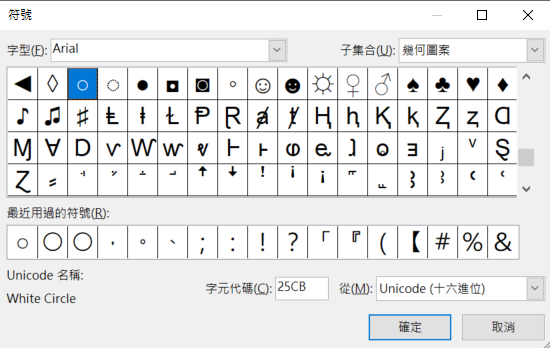 符號
字型(F): Arial 子集合(U): 幾何圖案
◄ ◊ ○ ◌ ● ◘ ◙ ◦ ☺ ☻ ☼ ♀ ♂ ♠ ♣ ♥ ♦
♪ ♫ ♯ Ⱡ ⱡ Ɫ Ᵽ Ɽ ⱥ ⱦ Ⱨ ⱨ Ⱪ ⱪ Ⱬ ⱬ Ɑ
Ɱ Ɐ Ɒ ⱱ Ⱳ ⱳ ⱴ Ⱶ ⱶ ⱷ ⱸ ⱹ ⱺ ⱻ ⱼ ⱽ Ȿ
Ɀ
最近用過的符號(R):
○ 〇 ◯ ‧ 。 、 ; : ! ? 「 『 ( 【 # % &
Unicode 名稱:
White Circle
字元代碼(C): 25CB 從(M): Unicode (十六進位)
確定 取消